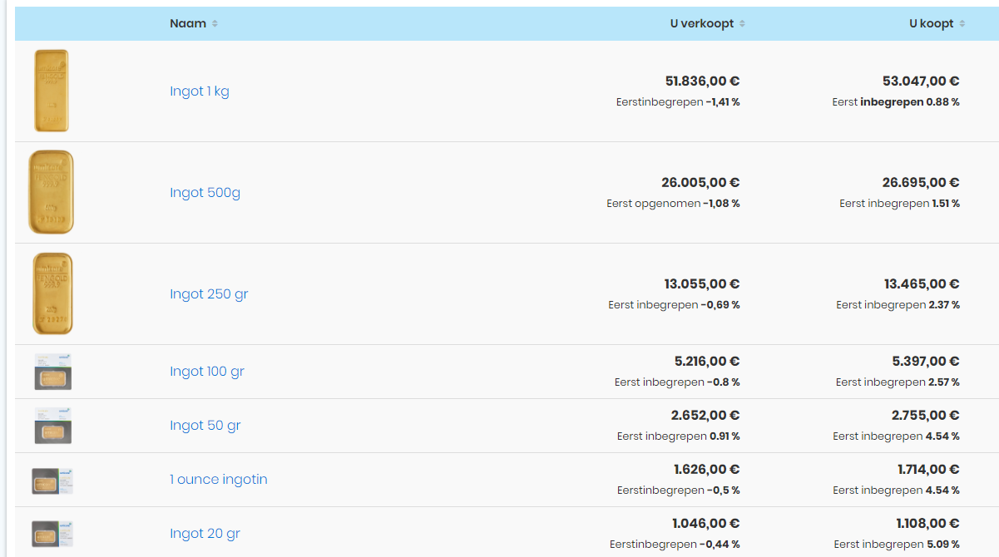 Naam U verkoopt U koopt
51.836,00 € 53.047,00 €
Ingot 1 kg
Eerstinbegrepen -1,41 % Eerst inbegrepen 0.88 %
26.005,00 € 26.695,00 €
Ingot 500g
Eerst opgenomen -1,08 % Eerst inbegrepen 1.51 %
13.055,00 € 13.465,00 €
Ingot 250 gr
Eerst inbegrepen -0,69 % Eerst inbegrepen 2.37 %
5.216,00 € 5.397,00 €
Ingot 100 gr
Eerst inbegrepen -0.8 % Eerst inbegrepen 2.57 %
2.652,00 € 2.755,00 €
Ingot 50 gr
Eerst inbegrepen 0.91 % Eerst inbegrepen 4.54 %
1.626,00 € 1.714,00 €
1 ounce ingotin
Eerstinbegrepen -0,5 % Eerst inbegrepen 4.54 %
1.046,00 € 1.108,00 €
Ingot 20 gr
Eerstinbegrepen -0,44 % Eerst inbegrepen 5.09 %